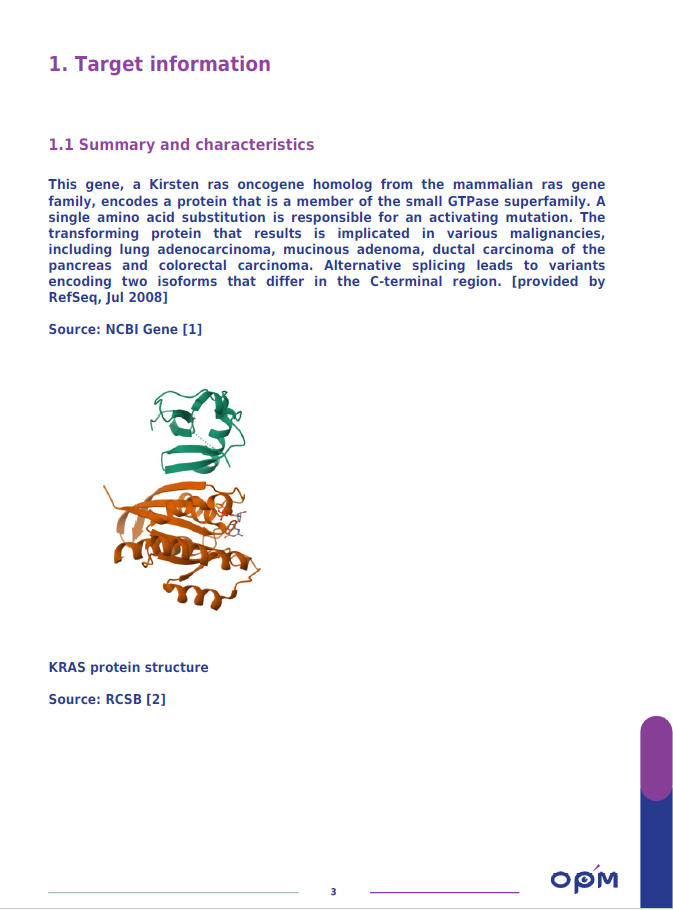 1. Target information
1.1 Summary and characteristics
This gene, a Kirsten ras oncogene homolog from the mammalian ras gene
family, encodes a protein that is a member of the small GTPase superfamily. A
single amino acid substitution is responsible for an activating mutation. The
transforming protein that results is implicated in various malignancies,
including lung adenocarcinoma, mucinous adenoma, ductal carcinoma of the
pancreas and colorectal carcinoma. Alternative splicing leads to variants
encoding two isoforms that differ in the C-terminal region. [provided by
RefSeq, Jul 2008]
Source: NCBI Gene [1]
KRAS protein structure
Source: RCSB [2]
3
opm